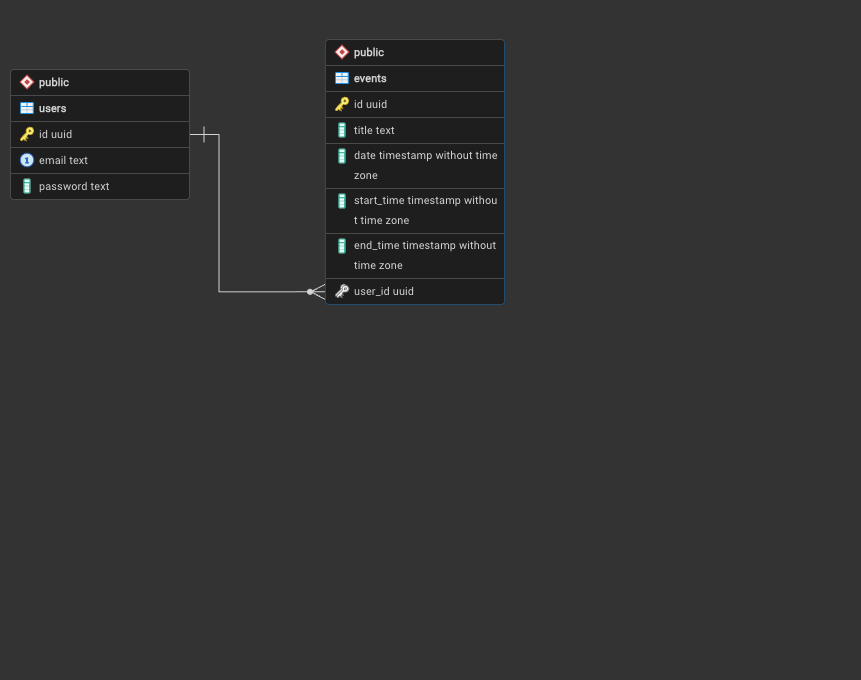 public
users
id uuid
email text
password text
public
events
id uuid
title text
date timestamp without time
zone
start_time timestamp withou
t time zone
end_time timestamp without
time zone
user_id uuid